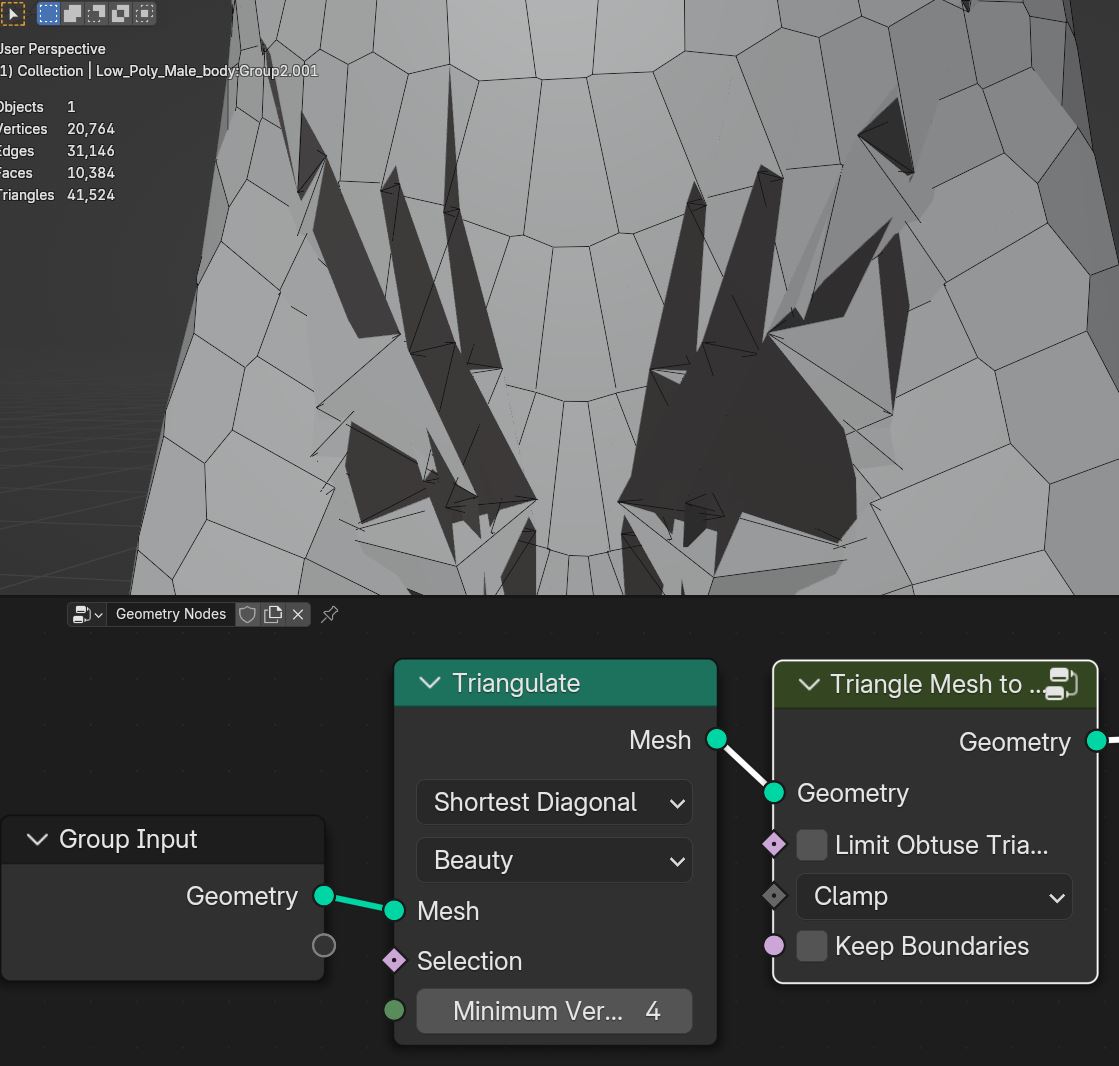 User Perspective
1) Collection | Low_Poly_Male_body:Group2.001
Objects 1
Vertices 20,764
Edges 31,146
Faces 10,384
Triangles 41,524
Geometry Nodes
Triangulate
Mesh
Shortest Diagonal
Beauty
Mesh
Selection
Minimum Ver... 4
Group Input
Geometry
Triangle Mesh to ...
Geometry
Geometry
Limit Obtuse Tria...
Clamp
Keep Boundaries